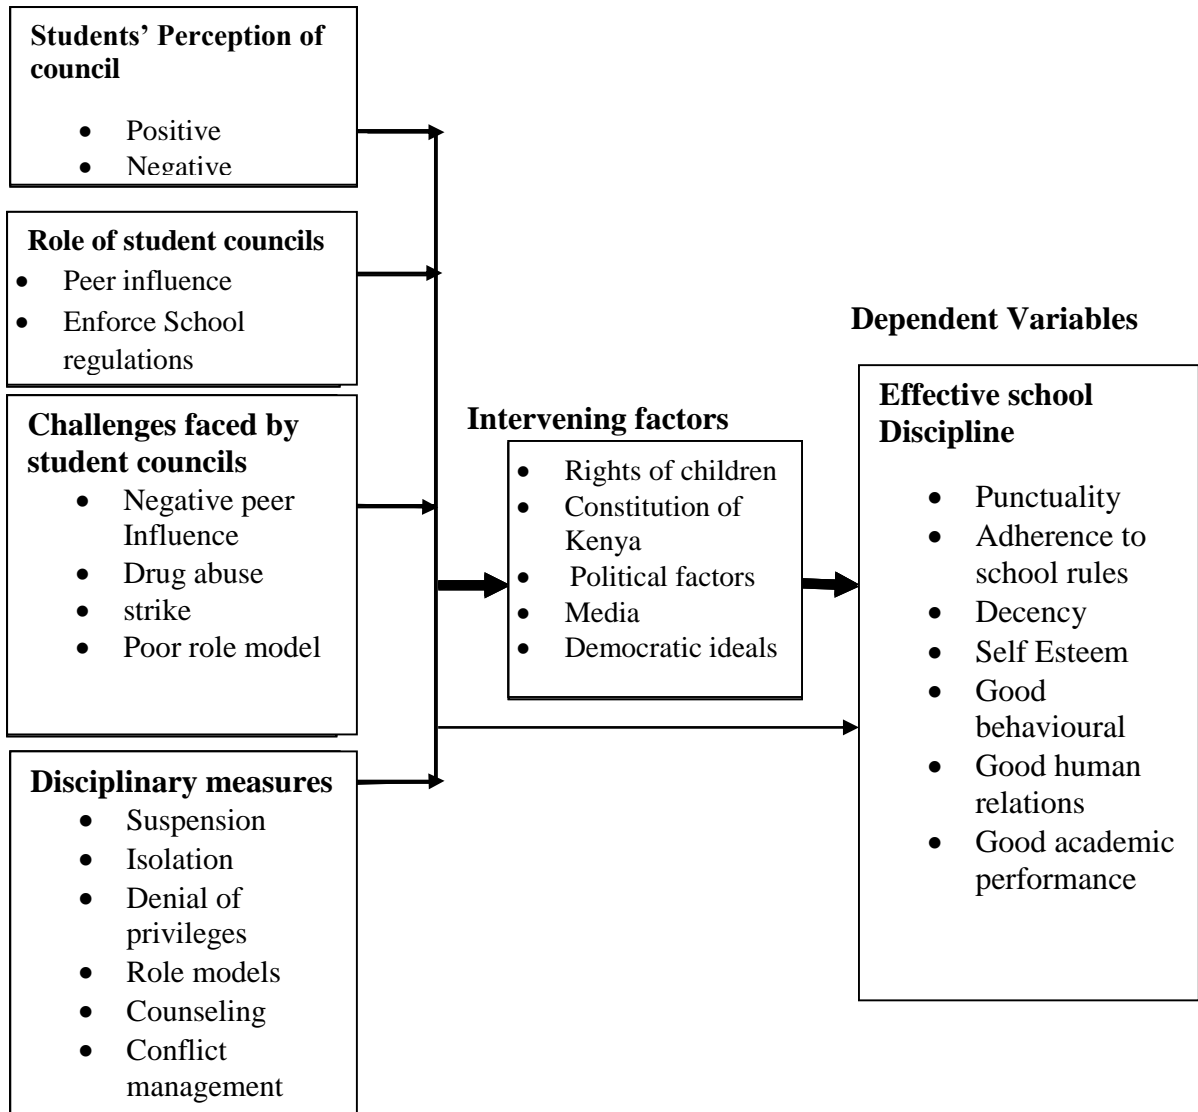 Students’ Perception of
council
• Positive
• Negative
Role of student councils
• Peer influence
• Enforce School
regulations
Challenges faced by
student councils
• Negative peer
Influence
• Drug abuse
• strike
• Poor role model
Disciplinary measures
• Suspension
• Isolation
• Denial of
privileges
• Role models
• Counseling
• Conflict
management
Intervening factors
• Rights of children
• Constitution of
Kenya
• Political factors
• Media
• Democratic ideals
Dependent Variables
Effective school
Discipline
• Punctuality
• Adherence to
school rules
• Decency
• Self Esteem
• Good
behavioural
• Good human
relations
• Good academic
performance